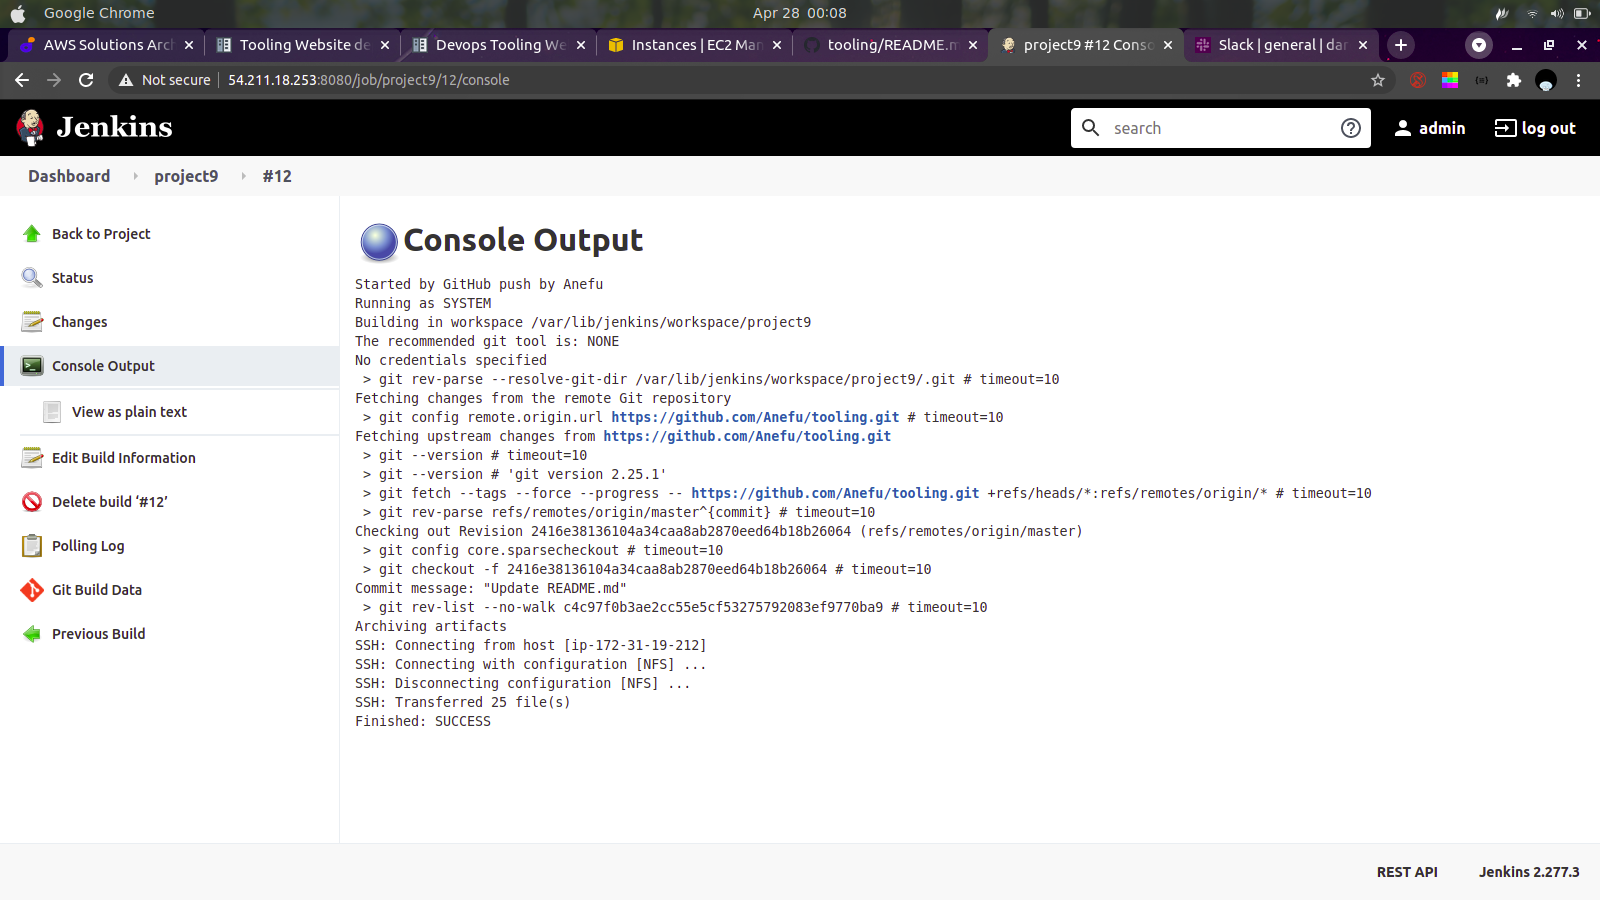 Google Chrome
Apr 28 00:08
AWS Solutions Arch
Tooling Website de
Devops Tooling We
Instances | EC2 Man
tooling/README.m
project9 #12 Conso
Slack | general | dar
Not secure
54.211.18.253:8080/job/project9/12/console
Jenkins
search
admin
log out
Dashboard
project9
#12
Back to Project
Status
Changes
Console Output
View as plain text
Edit Build Information
Delete build ‘#12’
Polling Log
Git Build Data
Previous Build
Console Output
Started by GitHub push by Anefu
Running as SYSTEM
Building in workspace /var/lib/jenkins/workspace/project9
The recommended git tool is: NONE
No credentials specified
> git rev-parse --resolve-git-dir /var/lib/jenkins/workspace/project9/.git # timeout=10
Fetching changes from the remote Git repository
> git config remote.origin.url https://github.com/Anefu/tooling.git # timeout=10
Fetching upstream changes from https://github.com/Anefu/tooling.git
> git --version # timeout=10
> git --version # 'git version 2.25.1'
> git fetch --tags --force --progress -- https://github.com/Anefu/tooling.git +refs/heads/*:refs/remotes/origin/* # timeout=10
> git rev-parse refs/remotes/origin/master^{commit} # timeout=10
Checking out Revision 2416e38136104a34caa8ab2870eed64b18b26064 (refs/remotes/origin/master)
> git config core.sparsecheckout # timeout=10
> git checkout -f 2416e38136104a34caa8ab2870eed64b18b26064 # timeout=10
Commit message: "Update README.md"
> git rev-list --no-walk c4c97f0b3ae2cc55e5cf53275792083ef9770ba9 # timeout=10
Archiving artifacts
SSH: Connecting from host [ip-172-31-19-212]
SSH: Connecting with configuration [NFS] ...
SSH: Disconnecting configuration [NFS] ...
SSH: Transferred 25 file(s)
Finished: SUCCESS
REST API
Jenkins 2.277.3